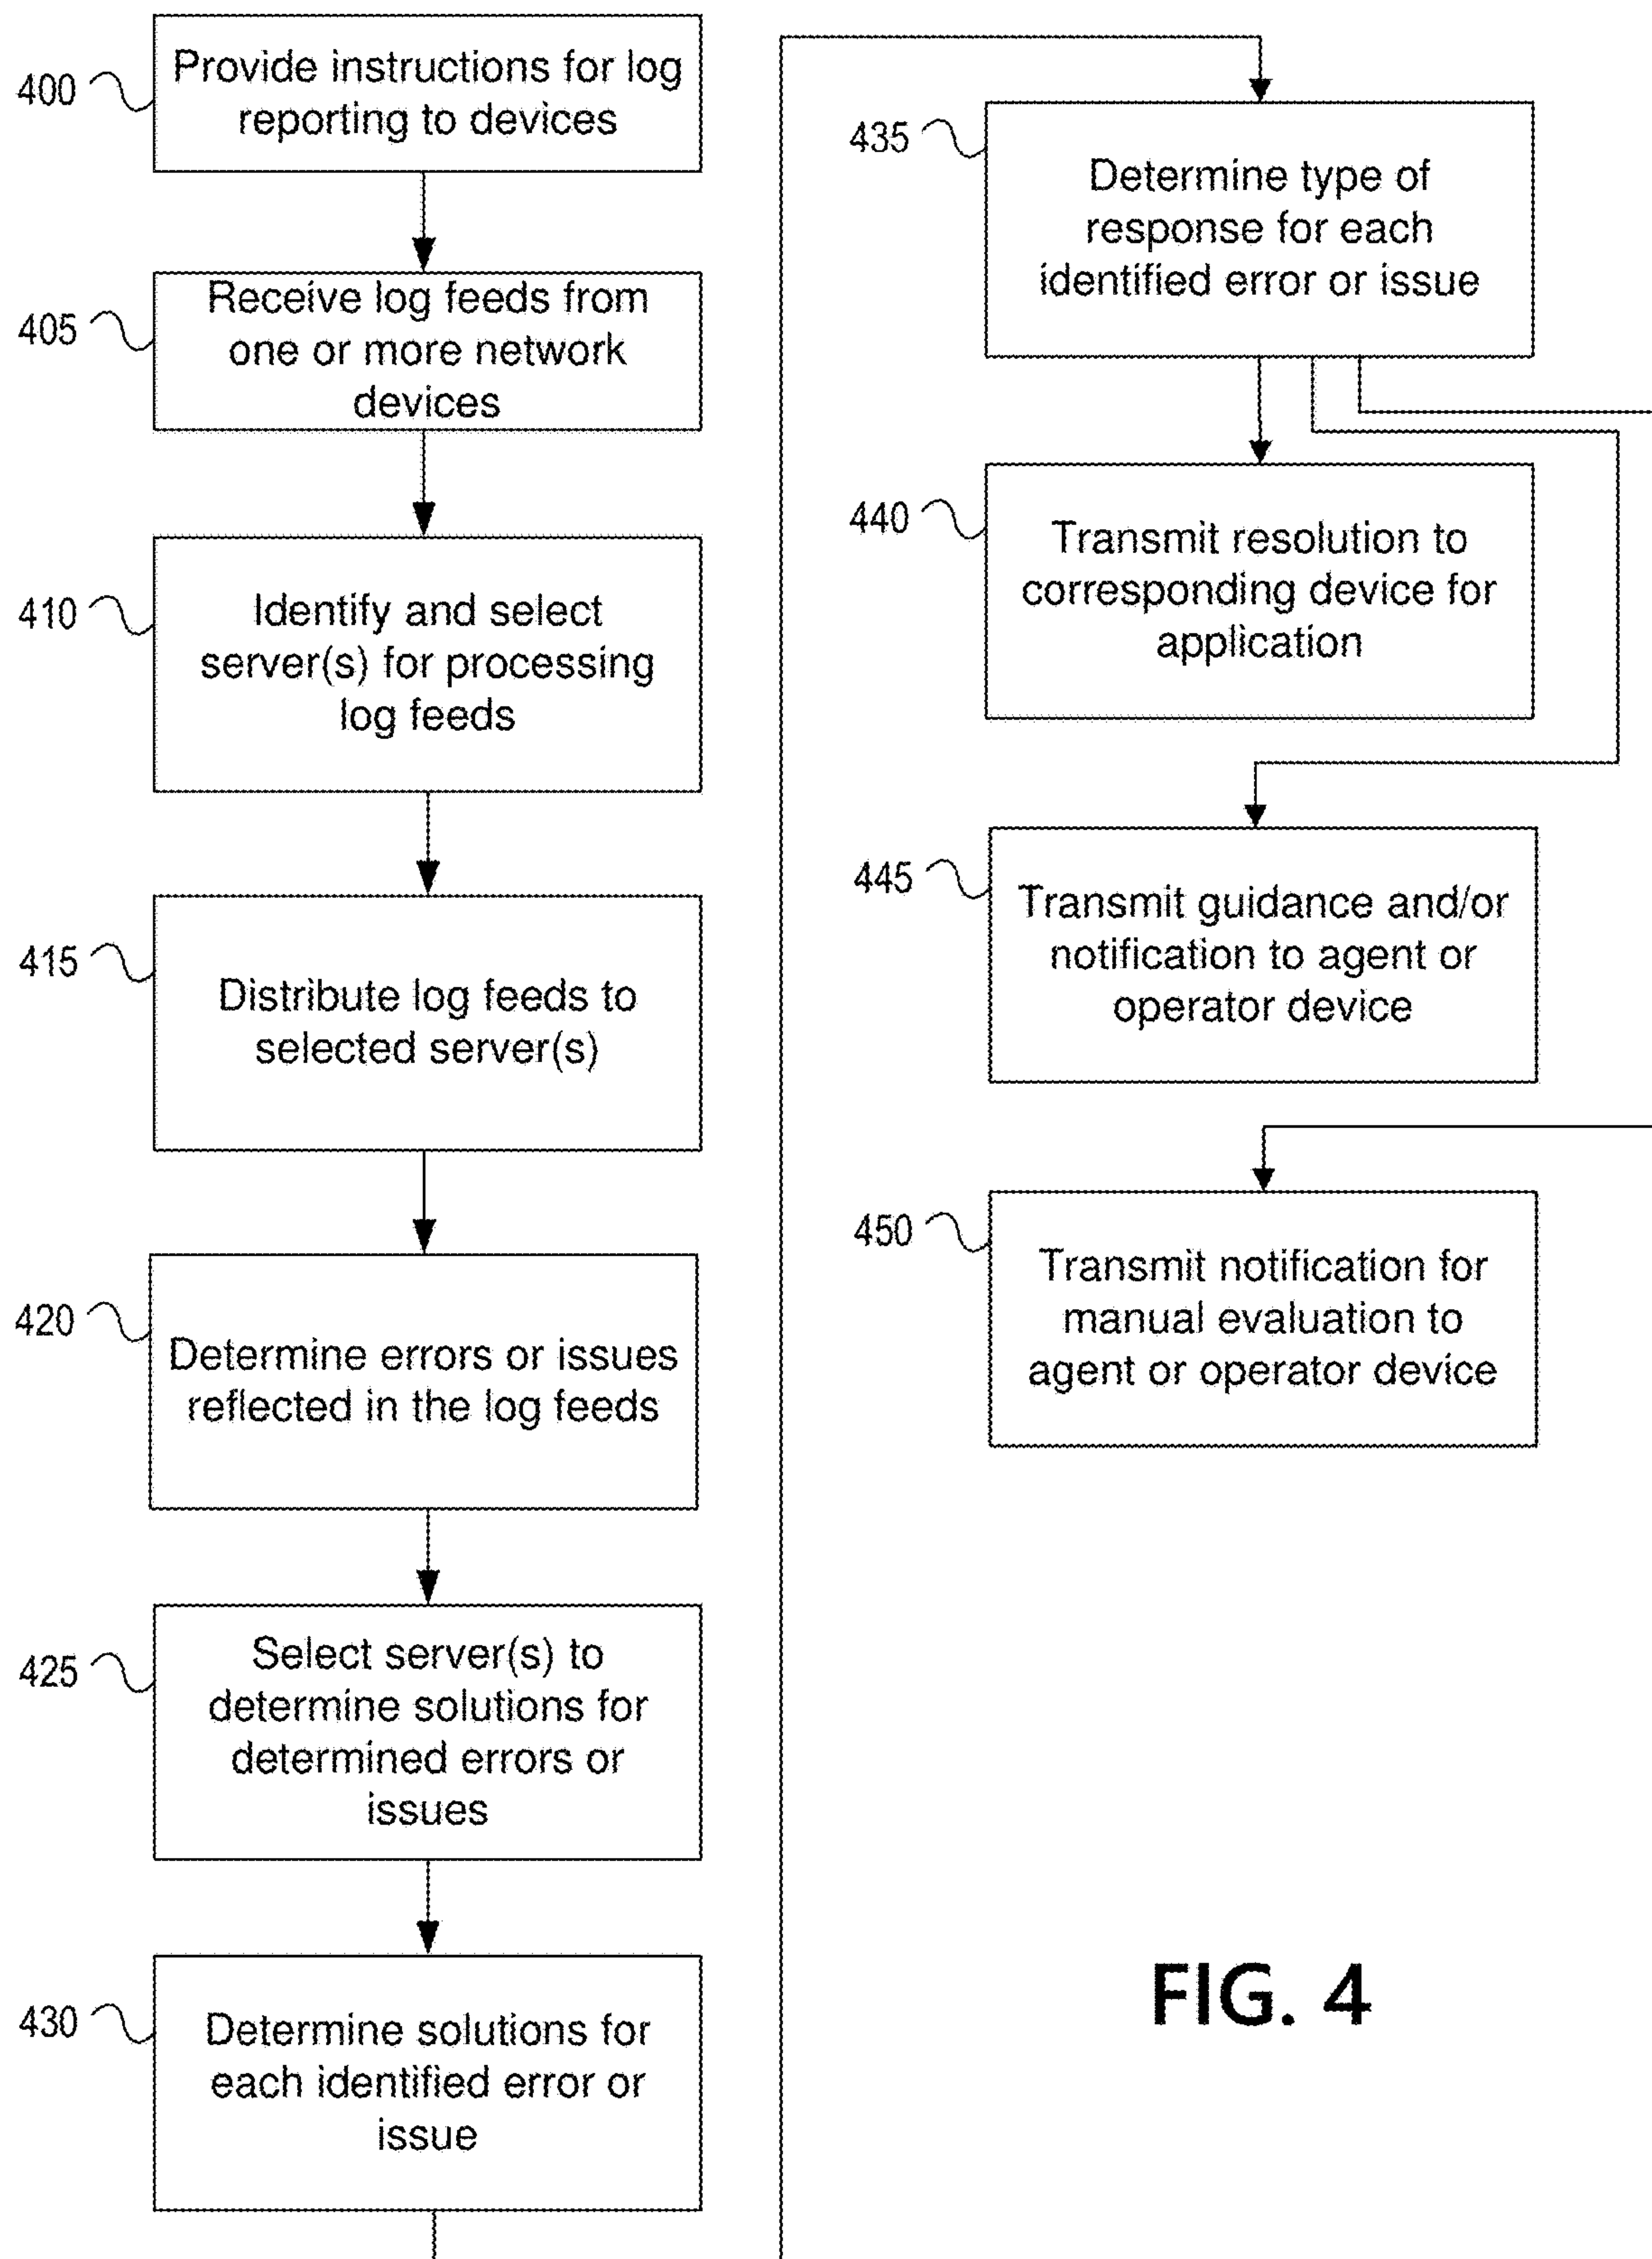 400
Provide instructions for log
reporting to devices
405
Receive log feeds from
one or more network
devices
410
Identify and select
server(s) for processing
log feeds
415
Distribute log feeds to
selected server(s)
420
Determine errors or issues
reflected in the log feeds
425
Select server(s) to
determine solutions for
determined errors or
issues
430
Determine solutions for
each identified error or
issue
435
Determine type of
response for each
identified error or issue
440
Transmit resolution to
corresponding device for
application
445
Transmit guidance and/or
notification to agent or
operator device
450
Transmit notification for
manual evaluation to
agent or operator device
FIG. 4